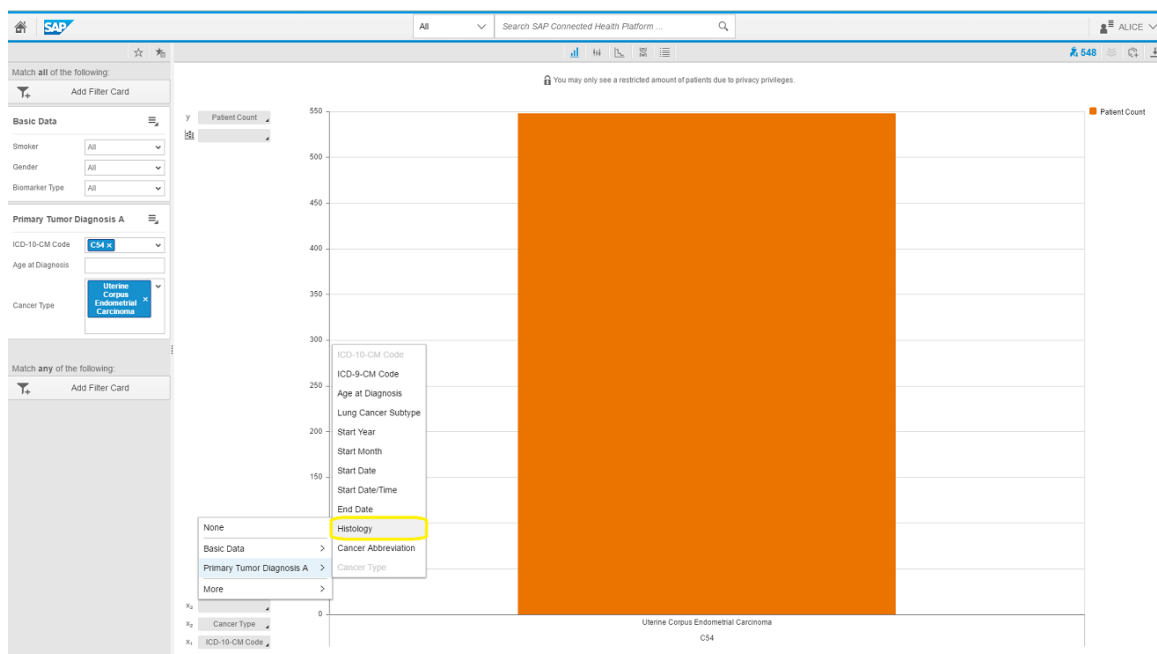 SAP
All
Search SAP Connected Health Platform ...
ALICE
548
Match all of the following:
Add Filter Card
Basic Data
Smoker
All
Gender
All
Biomarker Type
All
Primary Tumor Diagnosis A
ICD-10-CM Code
C54 ×
Age at Diagnosis
Cancer Type
Uterine
Corpus
Endometrial
Carcinoma
×
Match any of the following:
Add Filter Card
You may only see a restricted amount of patients due to privacy privileges.
y
Patient Count
550
500
450
400
350
300
250
200
150
0
Patient Count
ICD-10-CM Code
ICD-9-CM Code
Age at Diagnosis
Lung Cancer Subtype
Start Year
Start Month
Start Date
Start Date/Time
End Date
Histology
Cancer Abbreviation
Cancer Type
None
Basic Data >
Primary Tumor Diagnosis A >
More >
x₃
x₂ Cancer Type
x₁ ICD-10-CM Code
Uterine Corpus Endometrial Carcinoma
C54